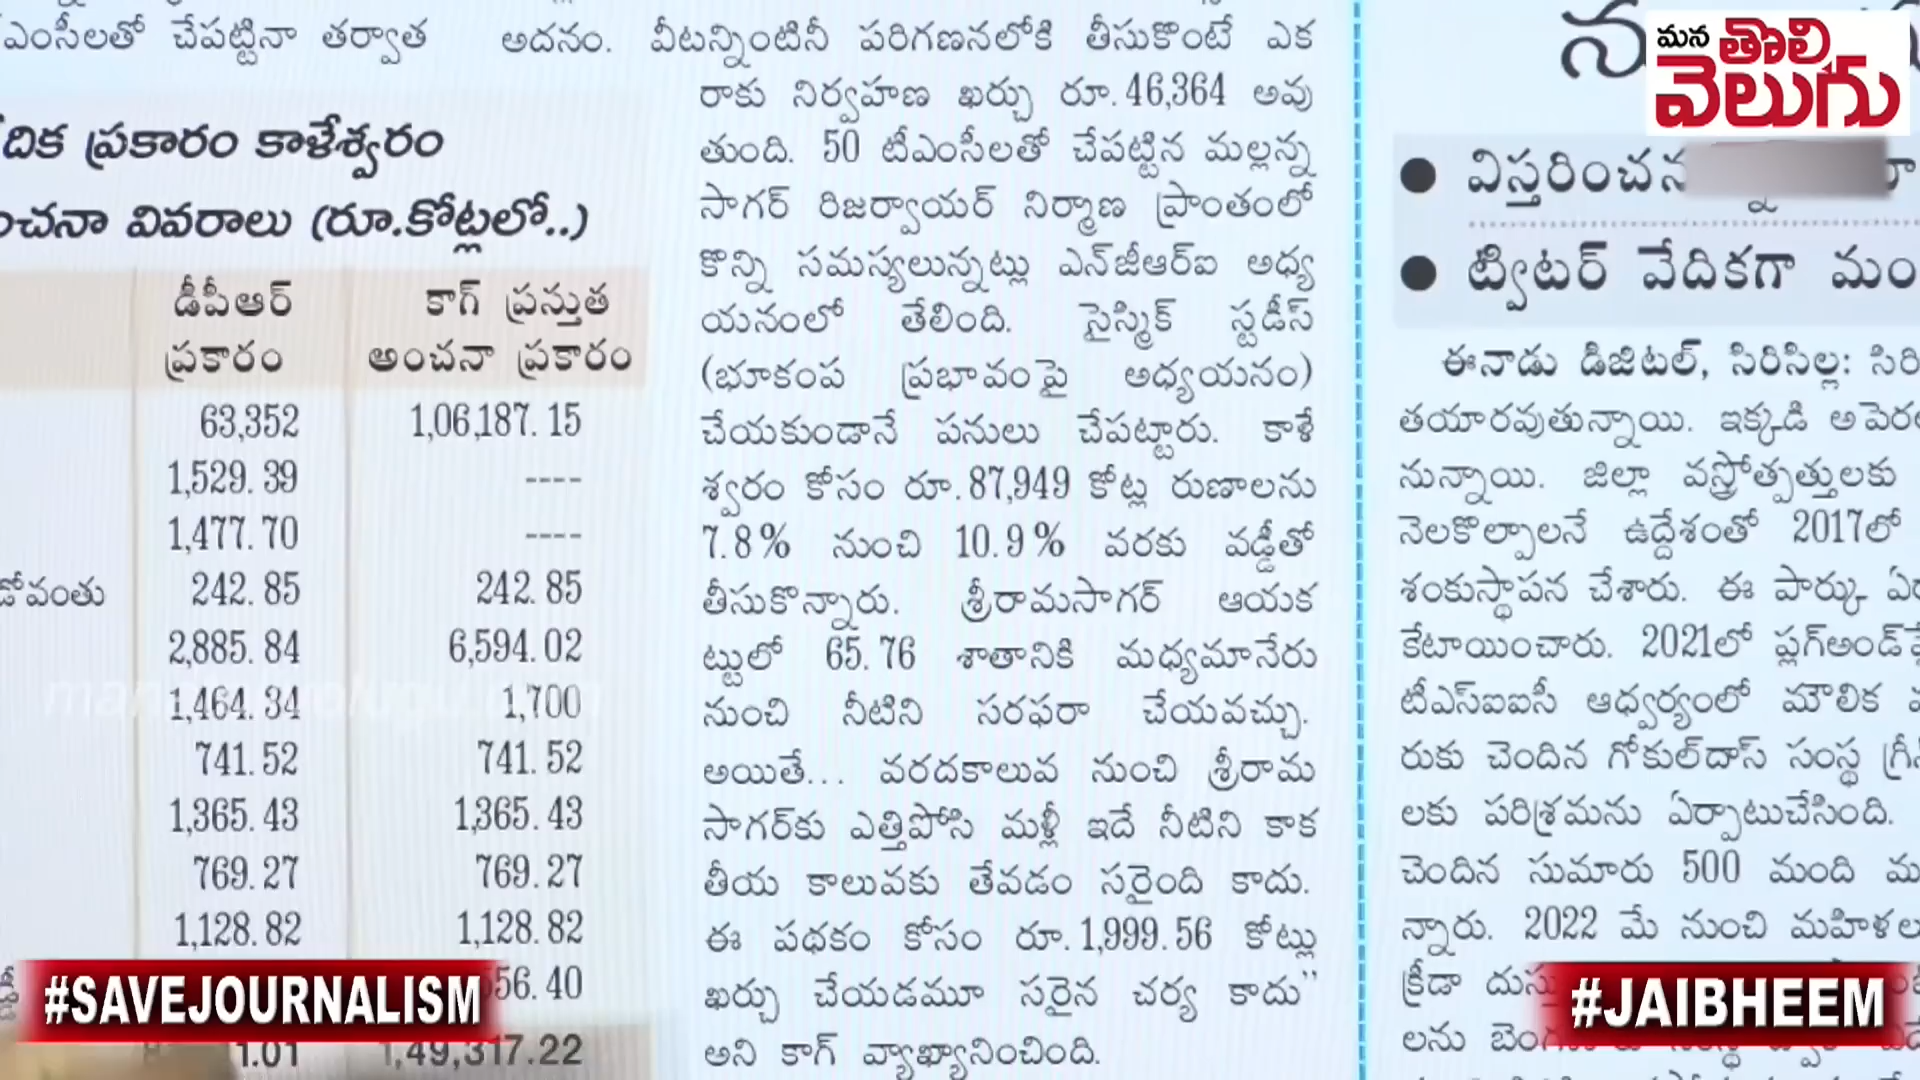 ఎంసీలతో చేపట్టినా తర్వాత
ప్రకారం కాళేశ్వరం
వివరాలు (రూ.కోట్లలో..)
డీపీఆర్ ప్రకారం
కాగ్ ప్రస్తుత అంచనా ప్రకారం
63,352 1,06,187.15
1,529.39 ----
1,477.70 ----
242.85 242.85
2,885.84 6,594.02
1,464.34 1,700
741.52 741.52
1,365.43 1,365.43
769.27 769.27
1,128.82 1,128.82
56.40
1.01 1,49,317.22
అదనం. వీటన్నింటినీ పరిగణనలోకి తీసుకొంటే ఎక
రాకు నిర్వహణ ఖర్చు రూ.46,364 అవు
తుంది. 50 టీఎంసీలతో చేపట్టిన మల్లన్న
సాగర్ రిజర్వాయర్ నిర్మాణ ప్రాంతంలో
కొన్ని సమస్యలున్నట్లు ఎన్‌జీఆర్‌ఐ అధ్య
యనంలో తేలింది. సైస్మిక్ స్టడీస్
(భూకంప ప్రభావంపై అధ్యయనం)
చేయకుండానే పనులు చేపట్టారు. కాళే
శ్వరం కోసం రూ.87,949 కోట్ల రుణాలను
7.8% నుంచి 10.9% వరకు వడ్డీతో
తీసుకొన్నారు. శ్రీరామసాగర్ ఆయక
ట్టులో 65.76 శాతానికి మధ్యమానేరు
నుంచి నీటిని సరఫరా చేయవచ్చు.
అయితే... వరదకాలువ నుంచి శ్రీరామ
సాగర్‌కు ఎత్తిపోసి మళ్లీ ఇదే నీటిని కాక
తీయ కాలువకు తేవడం సరైంది కాదు.
ఈ పథకం కోసం రూ.1,999.56 కోట్లు
ఖర్చు చేయడమూ సరైన చర్య కాదు''
అని కాగ్ వ్యాఖ్యానించింది.
మన తొలి వెలుగు
● ట్విటర్ వేదికగా
ఈనాడు డిజిటల్, సిరిసిల్ల:
తయారవుతున్నాయి. ఇక్కడి
నున్నాయి. జిల్లా వస్త్రోత్పత్తులకు
నెలకొల్పాలనే ఉద్దేశంతో 2017లో
శంకుస్థాపన చేశారు. ఈ పార్కు
కేటాయించారు. 2021లో
టీఎస్‌ఐఐసీ ఆధ్వర్యంలో మౌలిక
రుకు చెందిన గోకుల్‌దాస్ సంస్థ
లకు పరిశ్రమను ఏర్పాటుచేసింది.
చెందిన సుమారు 500 మంది
న్నారు. 2022 మే నుంచి
క్రీడా
లను
#SAVEJOURNALISM
#JAIBHEEM